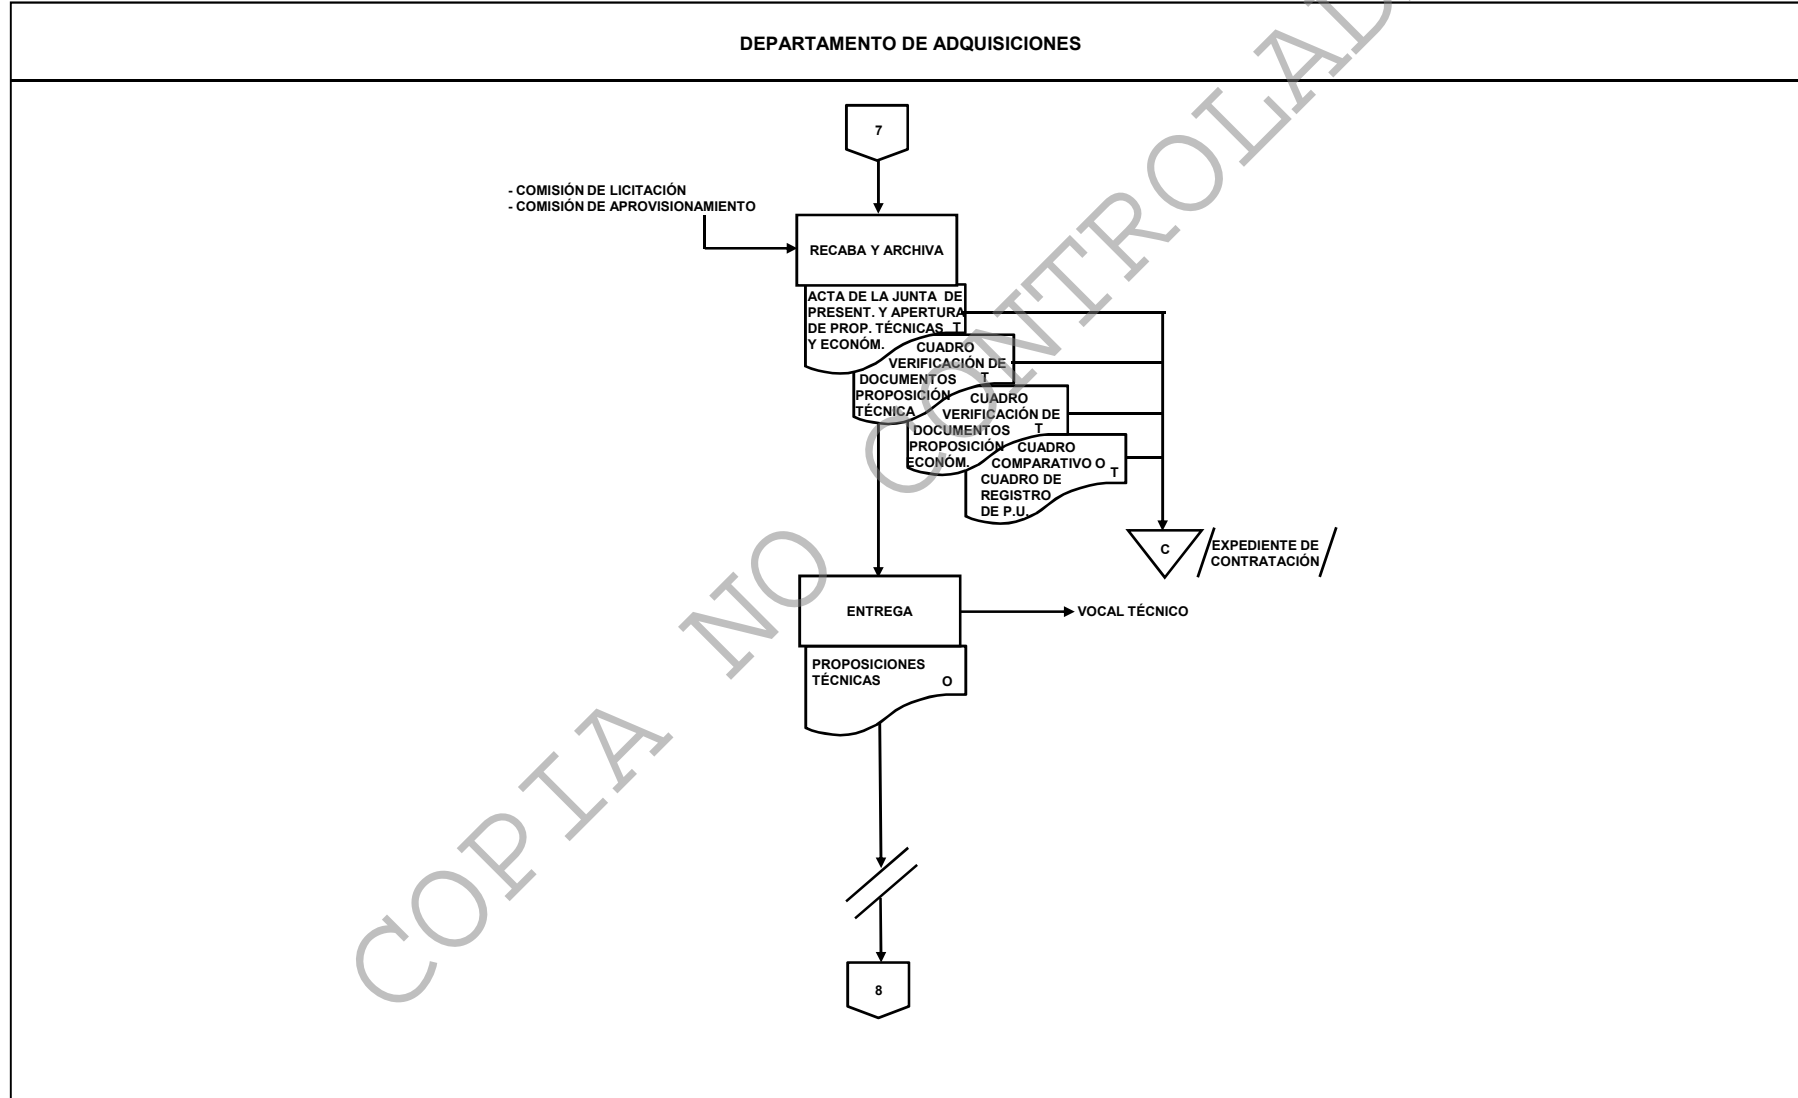 DEPARTAMENTO DE ADQUISICIONES
7
- COMISIÓN DE LICITACIÓN
- COMISIÓN DE APROVISIONAMIENTO
RECABA Y ARCHIVA
ACTA DE LA JUNTA DE
PRESENT. Y APERTURA
DE PROP. TÉCNICAS T
Y ECONÓM.
CUADRO
VERIFICACIÓN DE
DOCUMENTOS T
PROPOSICIÓN
TÉCNICA
CUADRO
VERIFICACIÓN DE
DOCUMENTOS T
PROPOSICIÓN
ECONÓM.
CUADRO
COMPARATIVO O T
CUADRO DE
REGISTRO
DE P.U.
C
EXPEDIENTE DE
CONTRATACIÓN
ENTREGA
VOCAL TÉCNICO
PROPOSICIONES
TÉCNICAS O
8
COPIA NO CONTROLAD